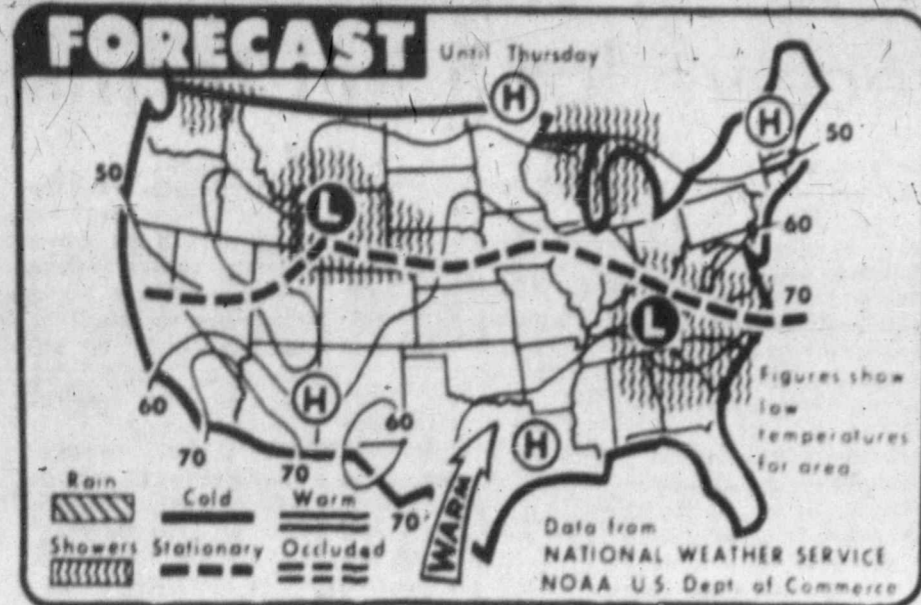 FORECAST
Until Thursday
H
H
50
50
L
60
70
L
H
60
60
70
70
70
H
WARM
Figures show
low
temperatures
for area.
Rain
Cold
Warm
Showers
Stationary
Occluded
Data from
NATIONAL WEATHER SERVICE
NOAA U.S. Dept. of Commerce